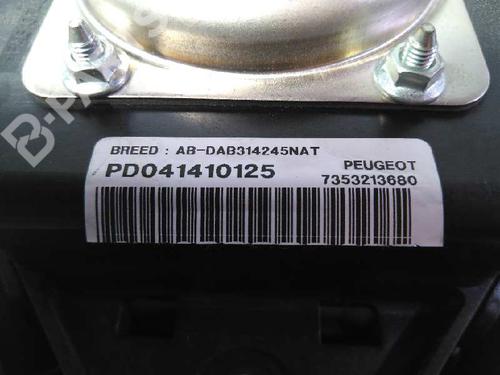 BREED : AB-DAB314245NAT
PD041410125
PEUGEOT
7353213680